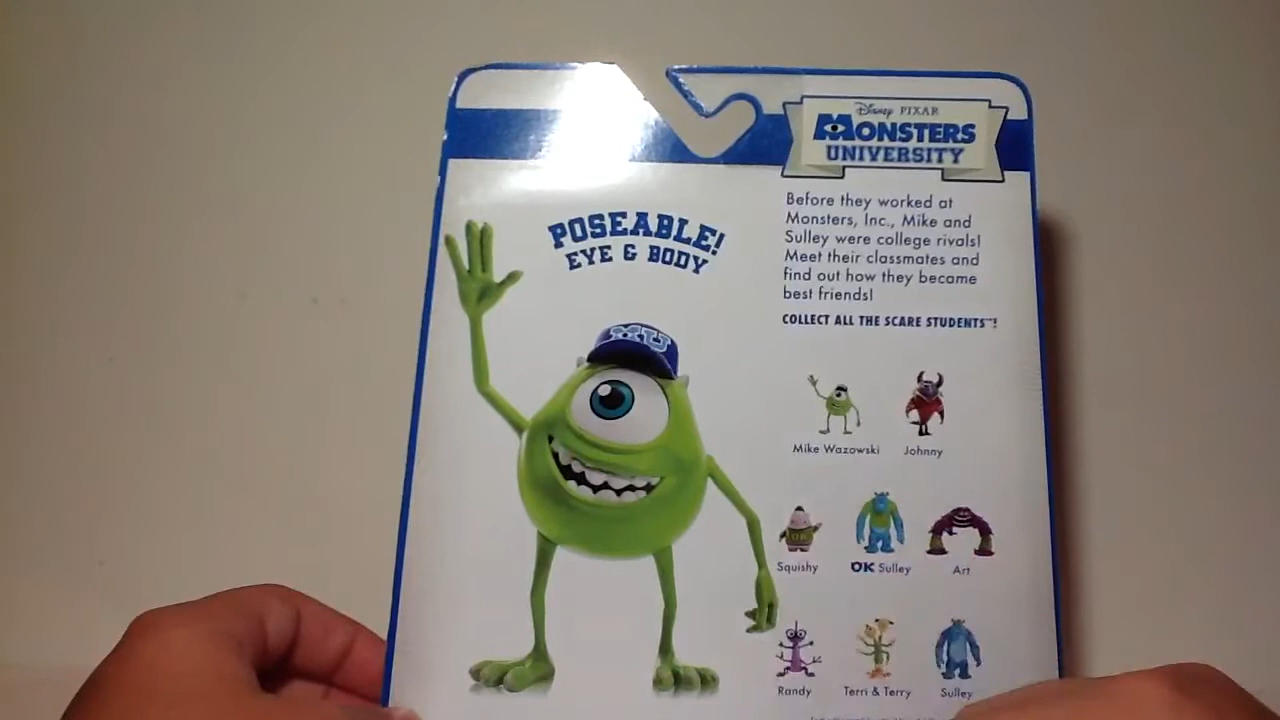 Disney PIXAR
MONSTERS
UNIVERSITY
POSEABLE!
EYE & BODY
Before they worked at
Monsters, Inc., Mike and
Sulley were college rivals!
Meet their classmates and
find out how they became
best friends!
COLLECT ALL THE SCARE STUDENTS™!
MU
Mike Wazowski
Johnny
OK
Squishy
OK Sulley
Art
Randy
Terri & Terry
Sulley